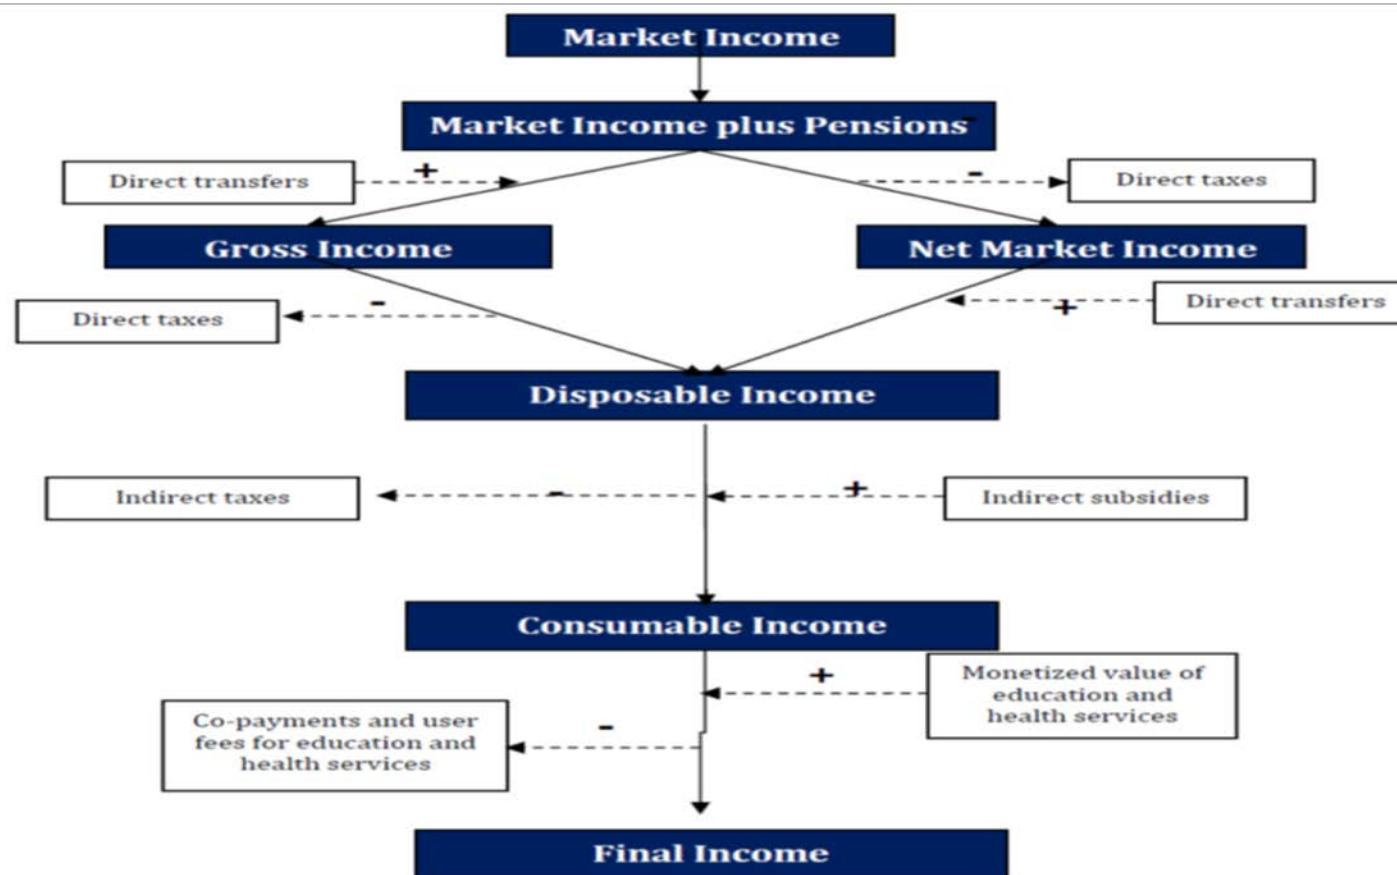 Market Income
Market Income plus Pensions
-
Direct transfers
+
-
Direct taxes
Gross Income
Net Market Income
Direct taxes
-
+
Direct transfers
Disposable Income
Indirect taxes
-
+
Indirect subsidies
Consumable Income
+
Monetized value of
education and
health services
Co-payments and user
fees for education and
health services
-
Final Income